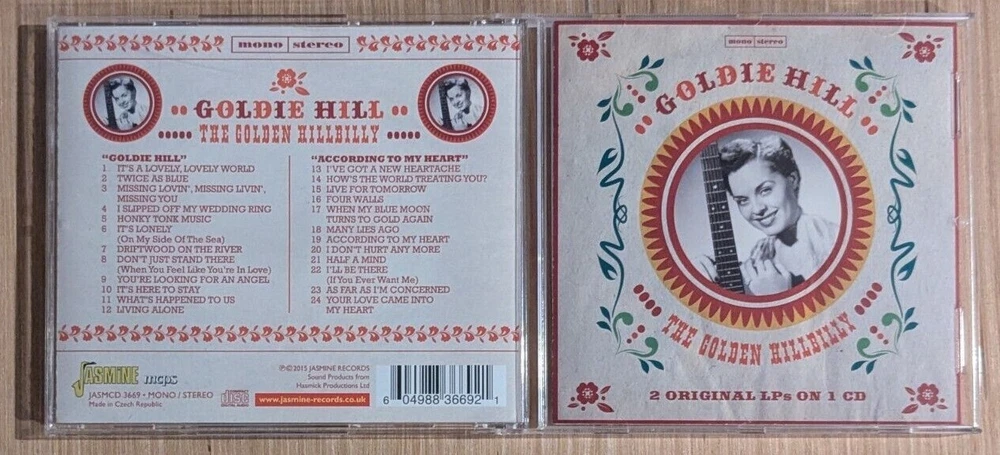 mono stereo
GOLDIE HILL
THE GOLDEN HILLBILLY
"GOLDIE HILL"
1 IT'S A LOVELY, LOVELY WORLD
2 TWICE AS BLUE
3 MISSING LOVIN', MISSING LIVIN',
MISSING YOU
4 I SLIPPED OFF MY WEDDING RING
5 HONKY TONK MUSIC
6 IT'S LONELY
(On My Side Of The Sea)
7 DRIFTWOOD ON THE RIVER
8 DON'T JUST STAND THERE
(When You Feel Like You're In Love)
9 YOU'RE LOOKING FOR AN ANGEL
10 IT'S HERE TO STAY
11 WHAT'S HAPPENED TO US
12 LIVING ALONE
"ACCORDING TO MY HEART"
13 I'VE GOT A NEW HEARTACHE
14 HOW'S THE WORLD TREATING YOU?
15 LIVE FOR TOMORROW
16 FOUR WALLS
17 WHEN MY BLUE MOON
TURNS TO GOLD AGAIN
18 MANY LIES AGO
19 ACCORDING TO MY HEART
20 I DON'T HURT ANY MORE
21 HALF A MIND
22 I'LL BE THERE
(If You Ever Want Me)
23 AS FAR AS I'M CONCERNED
24 YOUR LOVE CAME INTO
MY HEART
JASMINE mcps
JASMCD 3669 • MONO / STEREO
Made in Czech Republic
℗©2015 JASMINE RECORDS
Sound Products from
Hasmick Productions Ltd
COMPACT
disc
DIGITAL AUDIO
www.jasmine-records.co.uk
6 04988 36692 1
mono stereo
GOLDIE HILL
THE GOLDEN HILLBILLY
2 ORIGINAL LPs ON 1 CD